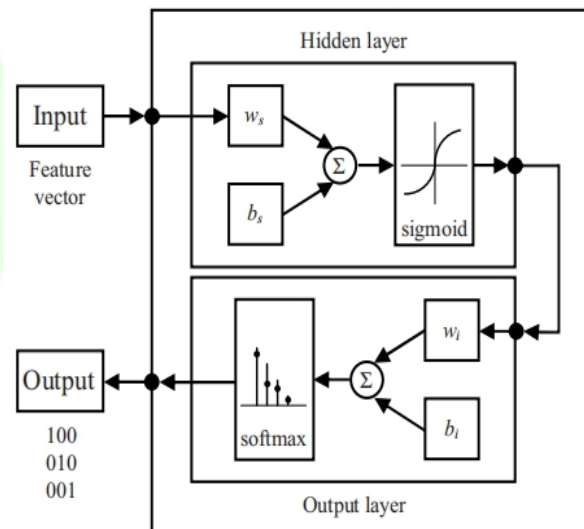 Hidden layer
Input
Feature
vector
w_s
b_s
Σ
sigmoid
w_i
b_i
Σ
softmax
Output
100
010
001
Output layer